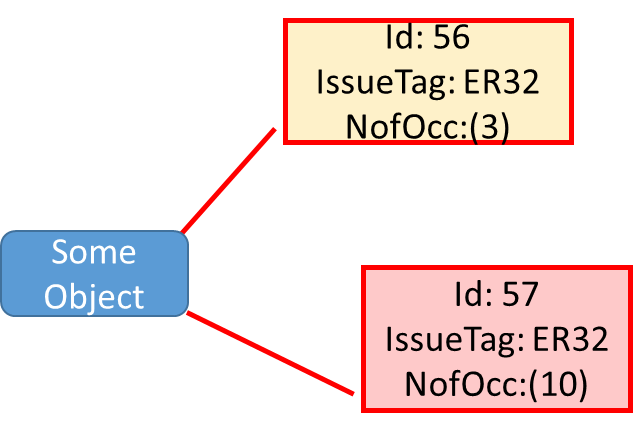 Id: 56
IssueTag: ER32
NofOcc:(3)
Some
Object
Id: 57
IssueTag: ER32
NofOcc:(10)